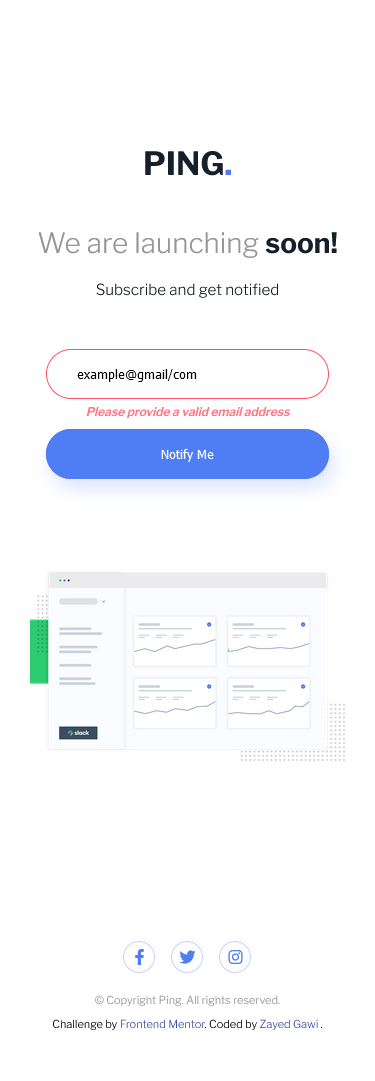 PING.
We are launching soon!
Subscribe and get notified
example@gmail/com
Please provide a valid email address
Notify Me
slack
© Copyright Ping. All rights reserved.
Challenge by Frontend Mentor. Coded by Zayed Gawi .